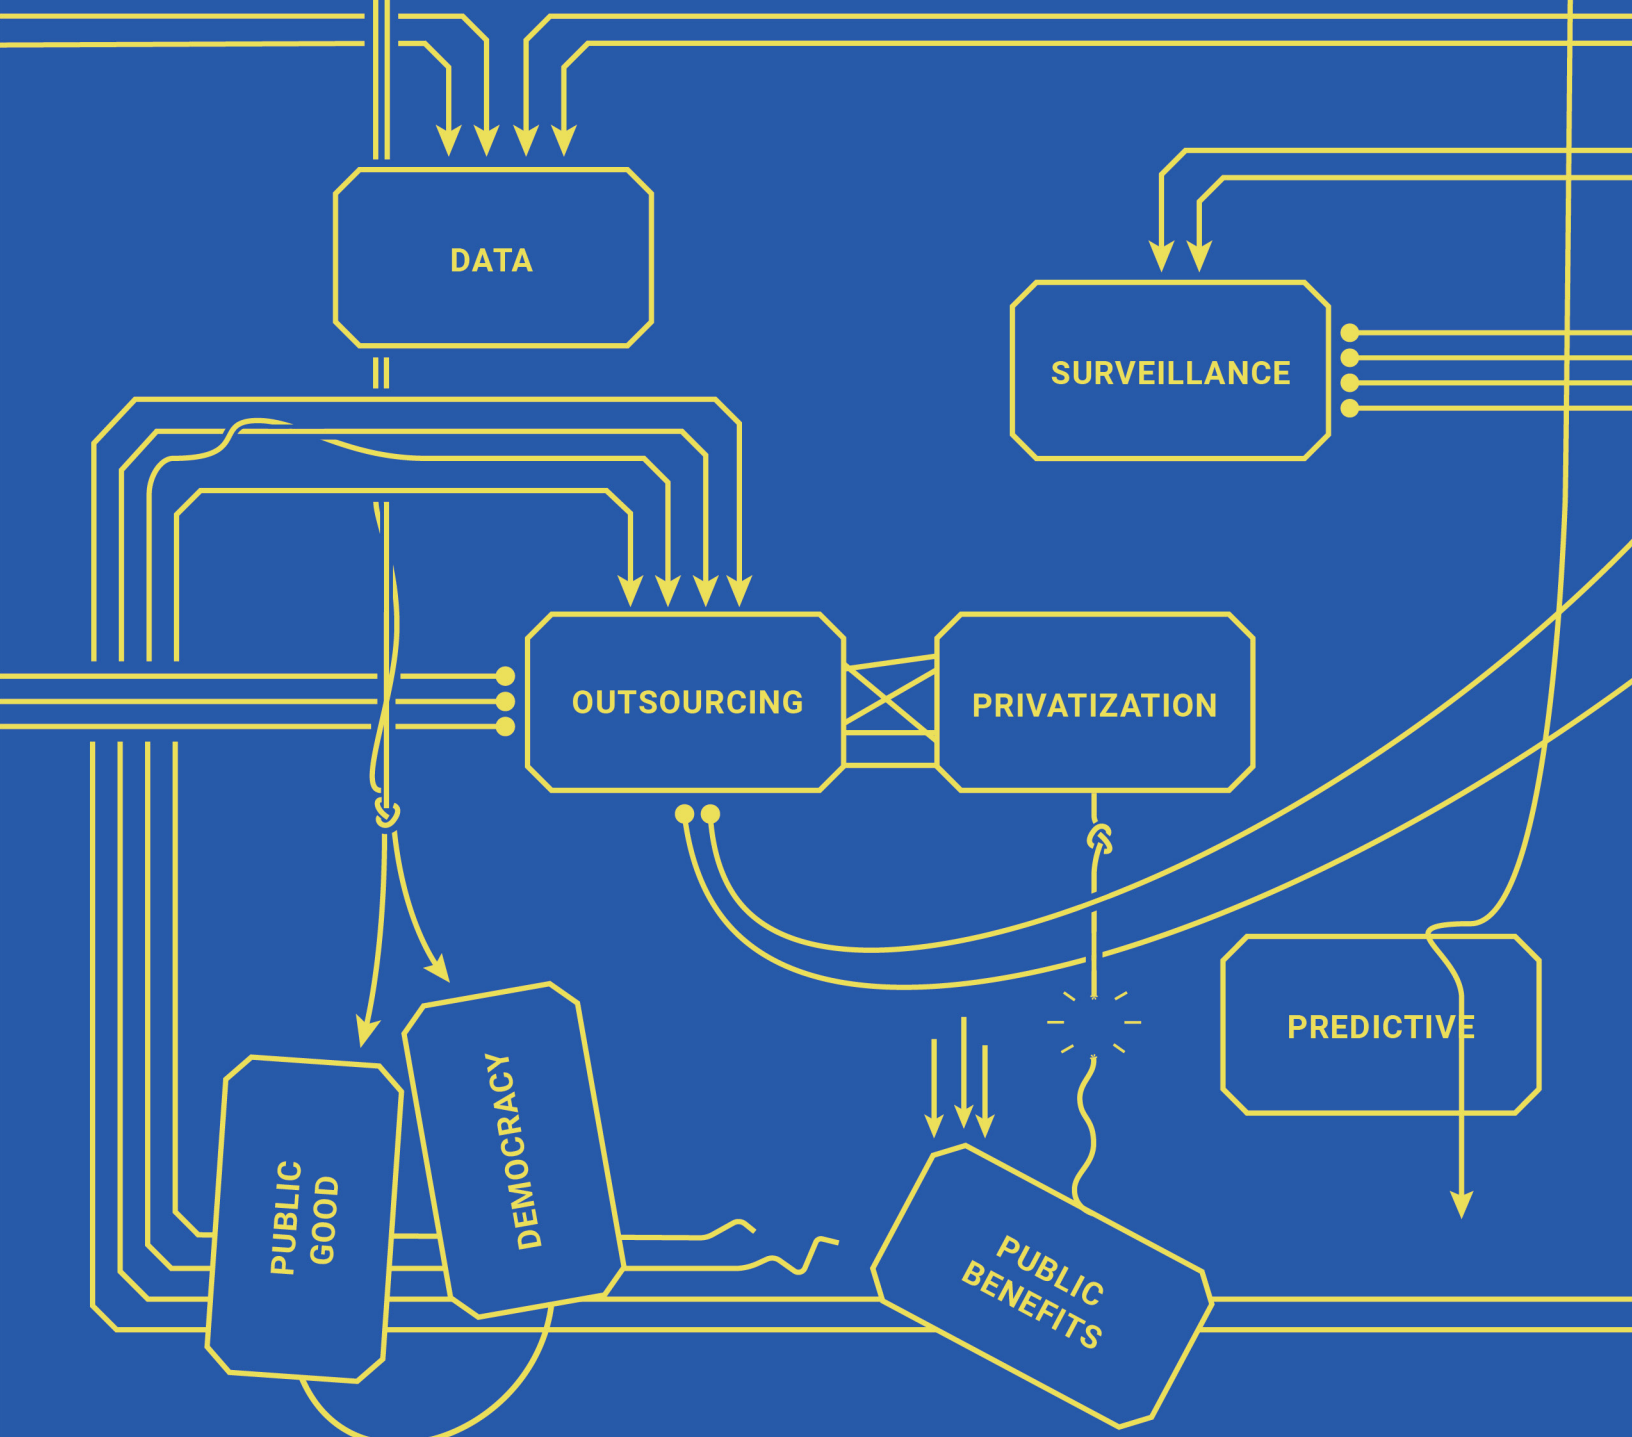 DATA
SURVEILLANCE
OUTSOURCING
PRIVATIZATION
PREDICTIVE
DEMOCRACY
PUBLIC
GOOD
PUBLIC
BENEFITS